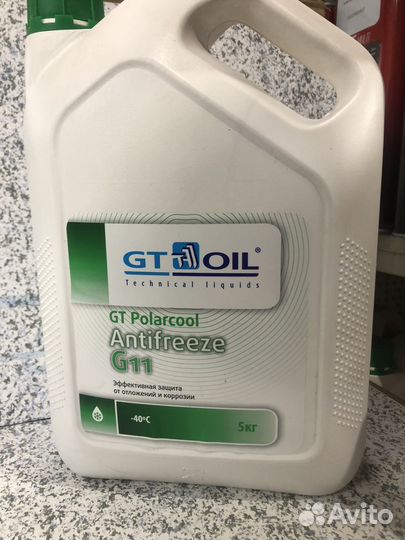 GT OIL®
Technical liquids
GT Polarcool
Antifreeze
G11
Эффективная защита
от отложений и коррозии
-40°C
5кг
Avito